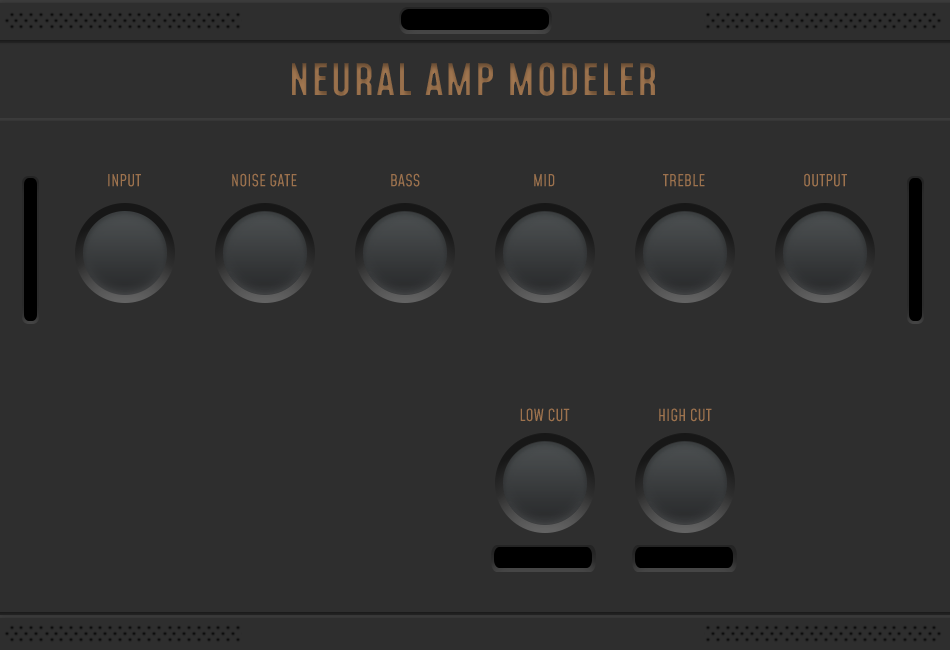 NEURAL AMP MODELER
INPUT NOISE GATE BASS MID TREBLE OUTPUT
LOW CUT HIGH CUT